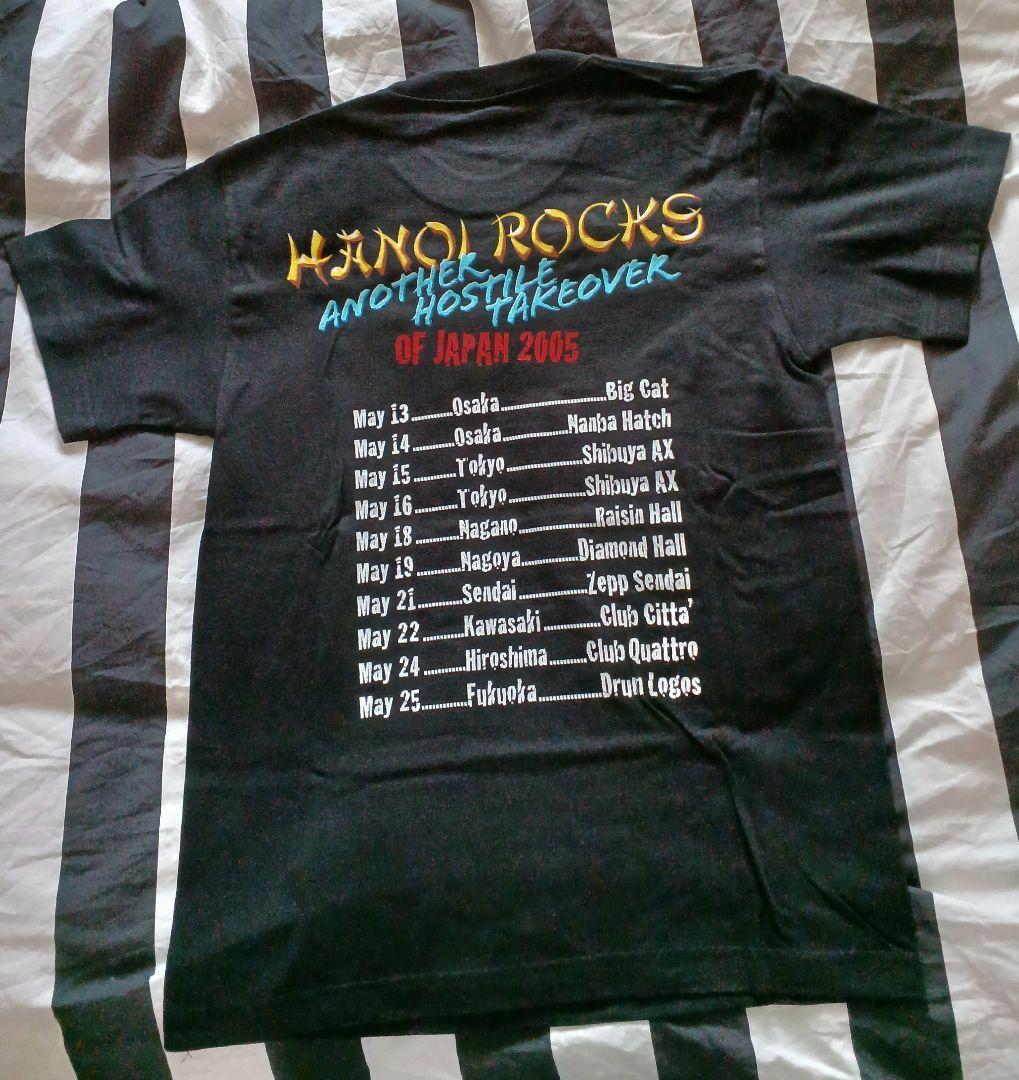 HANOI ROCKS
ANOTHER
HOSTILE
TAKEOVER
OF JAPAN 2005
May 13.........Osaka.......................Big Cat
May 14.........Osaka..............Nanba Hatch
May 15.........Tokyo................Shibuya AX
May 16.........Tokyo................Shibuya AX
May 18.........Nagano................Raisin Hall
May 19.........Nagoya............Diamond Hall
May 21.........Sendai...............Zepp Sendai
May 22.........Kawasaki............Club Citta'
May 24.........Hiroshima........Club Quattro
May 25.........Fukuoka.............Drun Logos